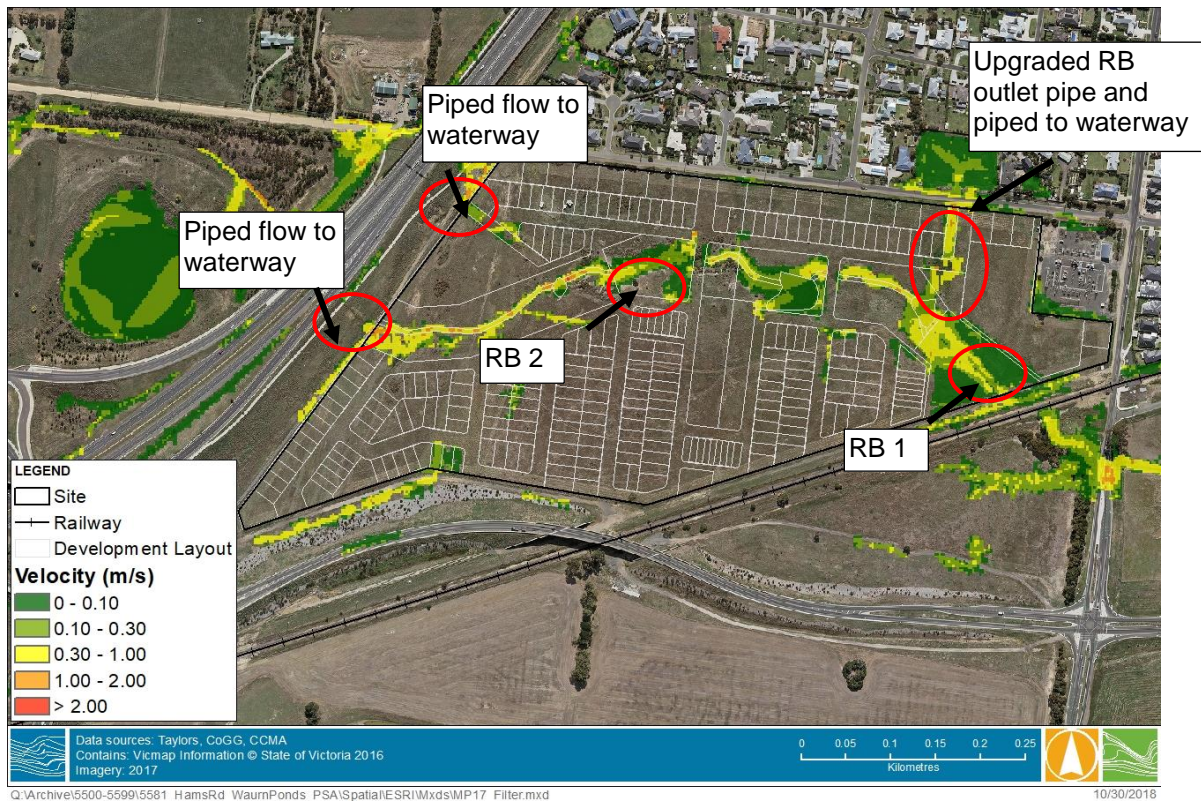 Upgraded RB
outlet pipe and
piped to waterway
Piped flow to
waterway
Piped flow to
waterway
RB 2
RB 1
LEGEND
Site
Railway
Development Layout
Velocity (m/s)
0 - 0.10
0.10 - 0.30
0.30 - 1.00
1.00 - 2.00
> 2.00
Data sources: Taylors, CoGG, CCMA
Contains: Vicmap Information © State of Victoria 2016
Imagery: 2017
0 0.05 0.1 0.15 0.2 0.25
Kilometres
Q:\Archive\5500-5599\5581_HamsRd_WaurnPonds_PSA\Spatial\ESRI\Mxds\MP17_Filter.mxd
10/30/2018